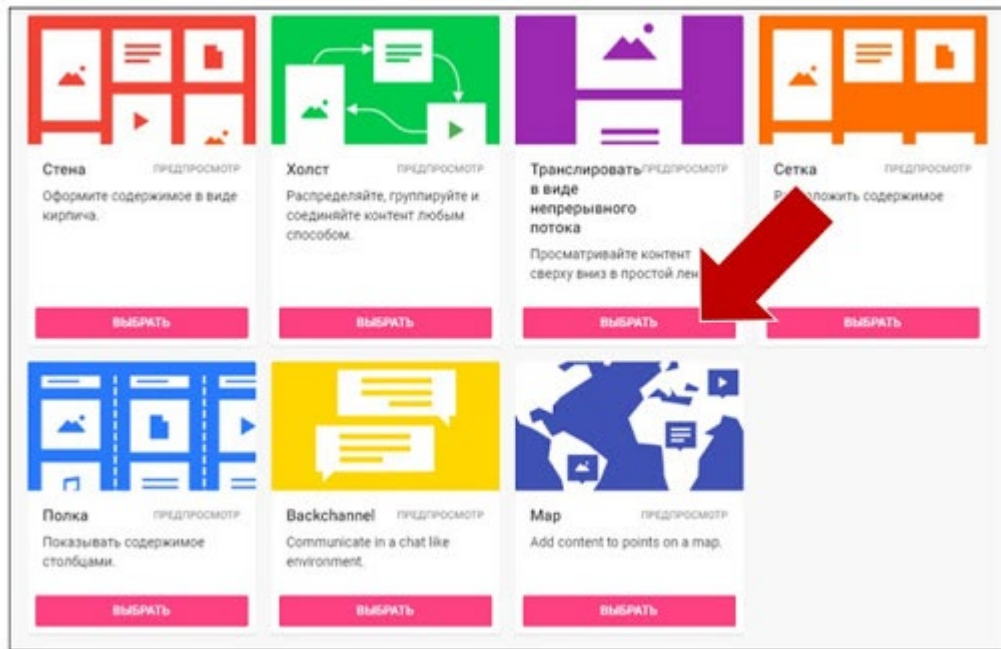 Стена ПРЕДПРОСМОТР
Оформите содержимое в виде
кирпича.
ВЫБРАТЬ
Холст ПРЕДПРОСМОТР
Распределяйте, группируйте и
соединяйте контент любым
способом.
ВЫБРАТЬ
Транслировать ПРЕДПРОСМОТР
в виде
непрерывного
потока
Просматривайте контент
сверху вниз в простой
ВЫБРАТЬ
Сетка ПРЕДПРОСМОТР
содержимое
ВЫБРАТЬ
Полка ПРЕДПРОСМОТР
Показывать содержимое
столбцами.
ВЫБРАТЬ
Backchannel ПРЕДПРОСМОТР
Communicate in a chat like
environment.
ВЫБРАТЬ
Map ПРЕДПРОСМОТР
Add content to points on a map.
ВЫБРАТЬ